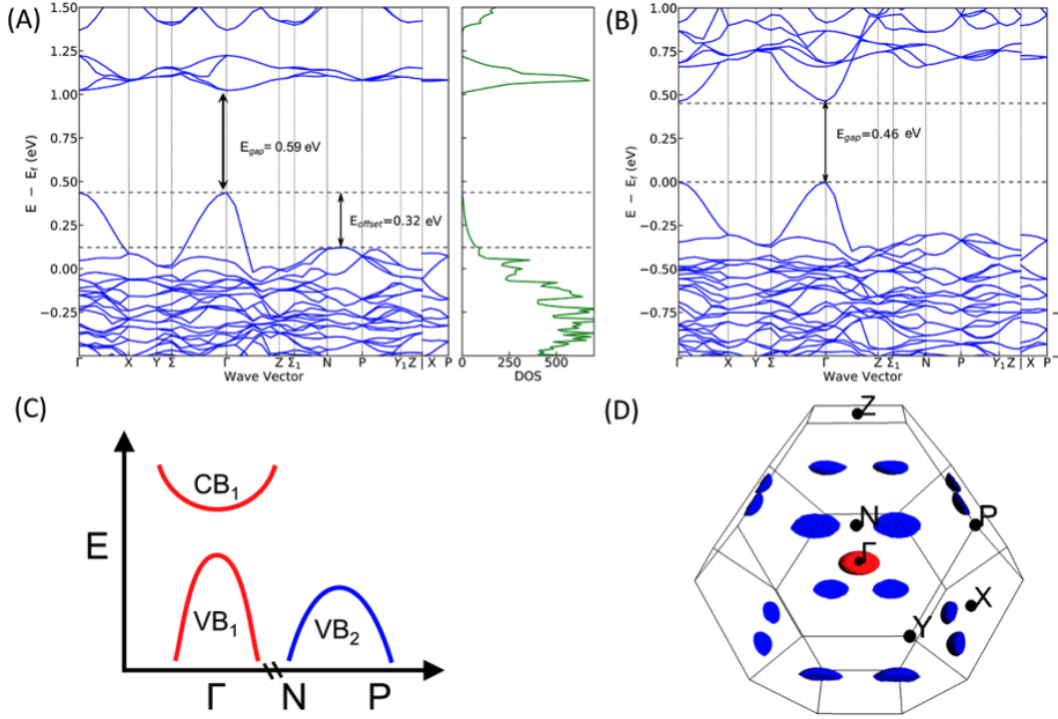 (A)
1.50
1.25
1.00
0.75
0.50
0.25
0.00
−0.25
E − E_f (eV)
E_gap= 0.59 eV
E_offset=0.32 eV
Γ X Y Σ Γ Z Σ₁ N P Y₁ Z | X P
Wave Vector
0 2500 5000
DOS
(B)
1.00
0.75
0.50
0.25
0.00
−0.25
−0.50
−0.75
E − E_f (eV)
E_gap=0.46 eV
Γ X Y Σ Γ Z Σ₁ N P Y₁ Z | X P
Wave Vector
(C)
E
CB₁
VB₁
VB₂
Γ N P
(D)
Z
N
P
Γ
X
Y